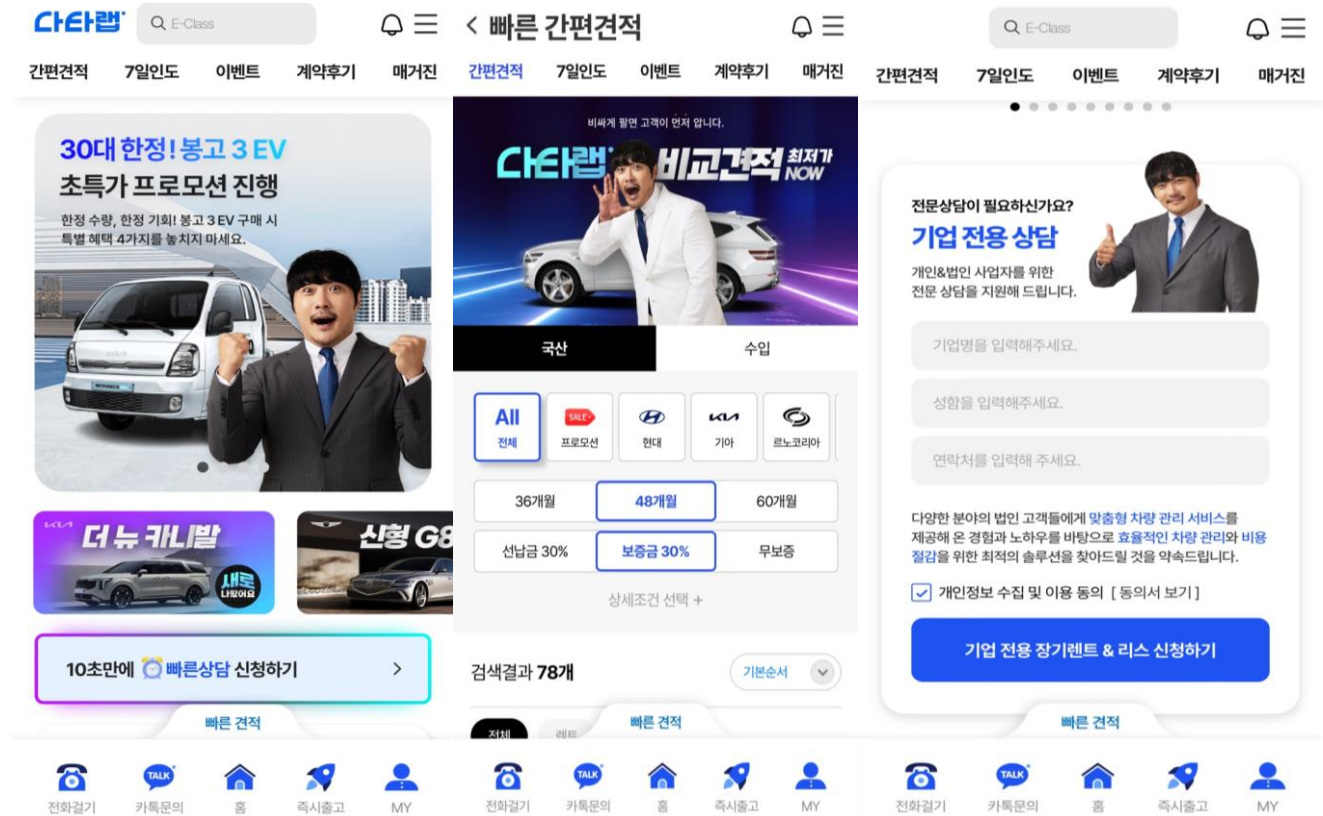 다타랩
E-Class
간편견적 7일인도 이벤트 계약후기 매거진
30대 한정! 봉고 3 EV
초특가 프로모션 진행
한정 수량, 한정 기회! 봉고 3 EV 구매 시
특별 혜택 4가지를 놓치지 마세요.
KIA
더 뉴 카니발
새로
나왔어요
신형 G8
10초만에 빠른상담 신청하기
빠른 견적
TALK
전화걸기 카톡문의 홈 즉시출고 MY
빠른 간편견적
간편견적 7일인도 이벤트 계약후기 매거진
비싸게 팔면 고객이 먼저 압니다.
다타랩 비교견적 최저가
NOW
국산 수입
All
SALE
KIA
전체 프로모션 현대 기아 르노코리아
36개월 48개월 60개월
선납금 30% 보증금 30% 무보증
상세조건 선택 +
검색결과 78개
기본순서
전체 렌트
빠른 견적
TALK
전화걸기 카톡문의 홈 즉시출고 MY
E-Class
간편견적 7일인도 이벤트 계약후기 매거진
전문상담이 필요하신가요?
기업 전용 상담
개인&법인 사업자를 위한
전문 상담을 지원해 드립니다.
기업명을 입력해주세요.
성함을 입력해주세요.
연락처를 입력해 주세요.
다양한 분야의 법인 고객들에게 맞춤형 차량 관리 서비스를
제공해 온 경험과 노하우를 바탕으로 효율적인 차량 관리와 비용
절감을 위한 최적의 솔루션을 찾아드릴 것을 약속드립니다.
개인정보 수집 및 이용 동의 [ 동의서 보기 ]
기업 전용 장기렌트 & 리스 신청하기
빠른 견적
TALK
전화걸기 카톡문의 홈 즉시출고 MY